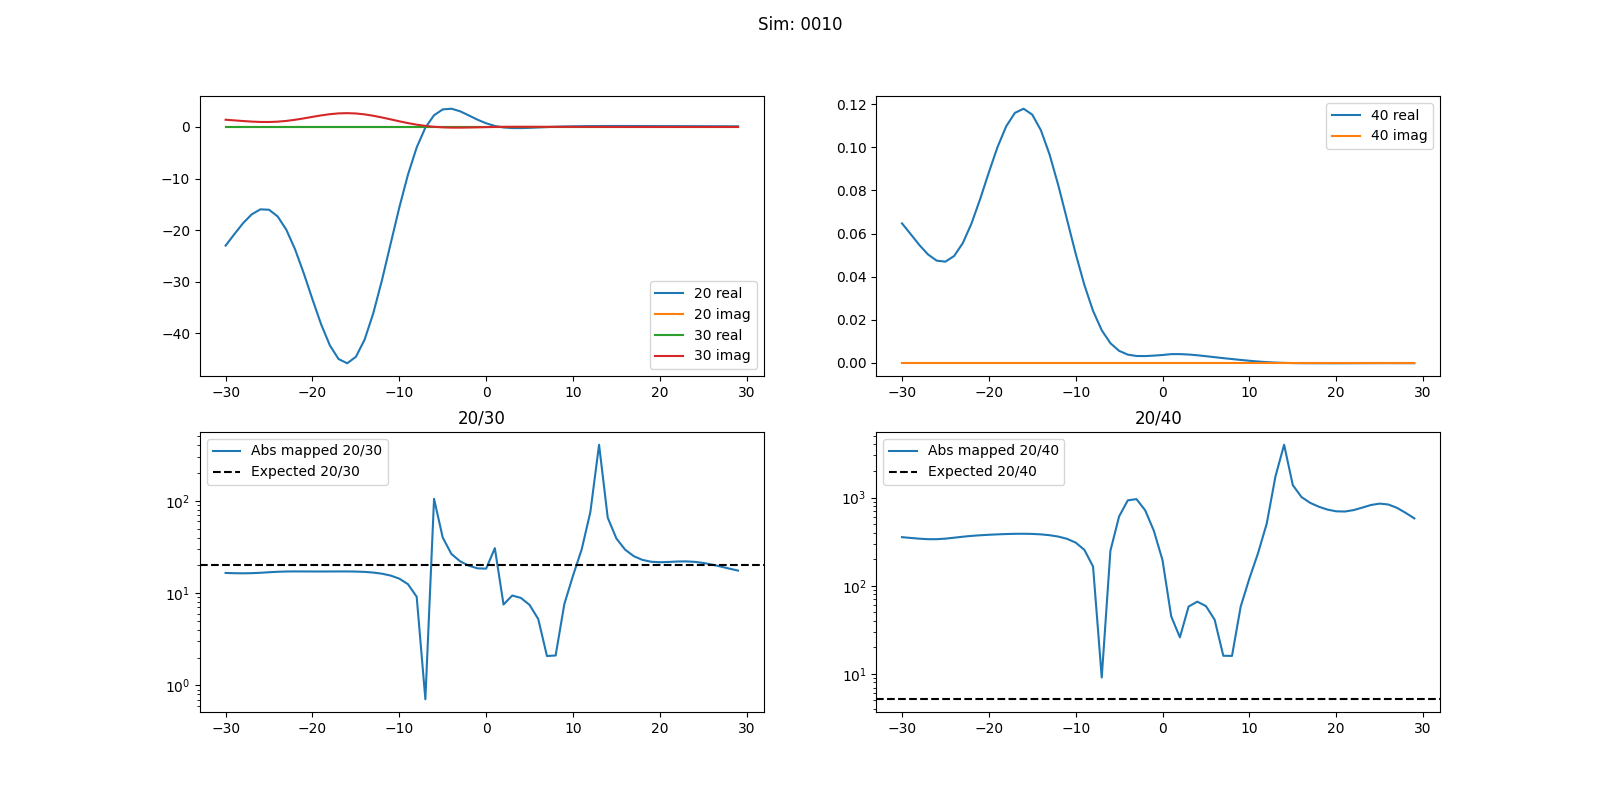 Sim: 0010
0
−10
−20
−30
−40
20 real
20 imag
30 real
30 imag
−30 −20 −10 0 10 20 30
0.12
0.10
0.08
0.06
0.04
0.02
0.00
40 real
40 imag
−30 −20 −10 0 10 20 30
20/30
10² 
10¹
10⁰
Abs mapped 20/30
Expected 20/30
−30 −20 −10 0 10 20 30
20/40
10³
10²
10¹
Abs mapped 20/40
Expected 20/40
−30 −20 −10 0 10 20 30